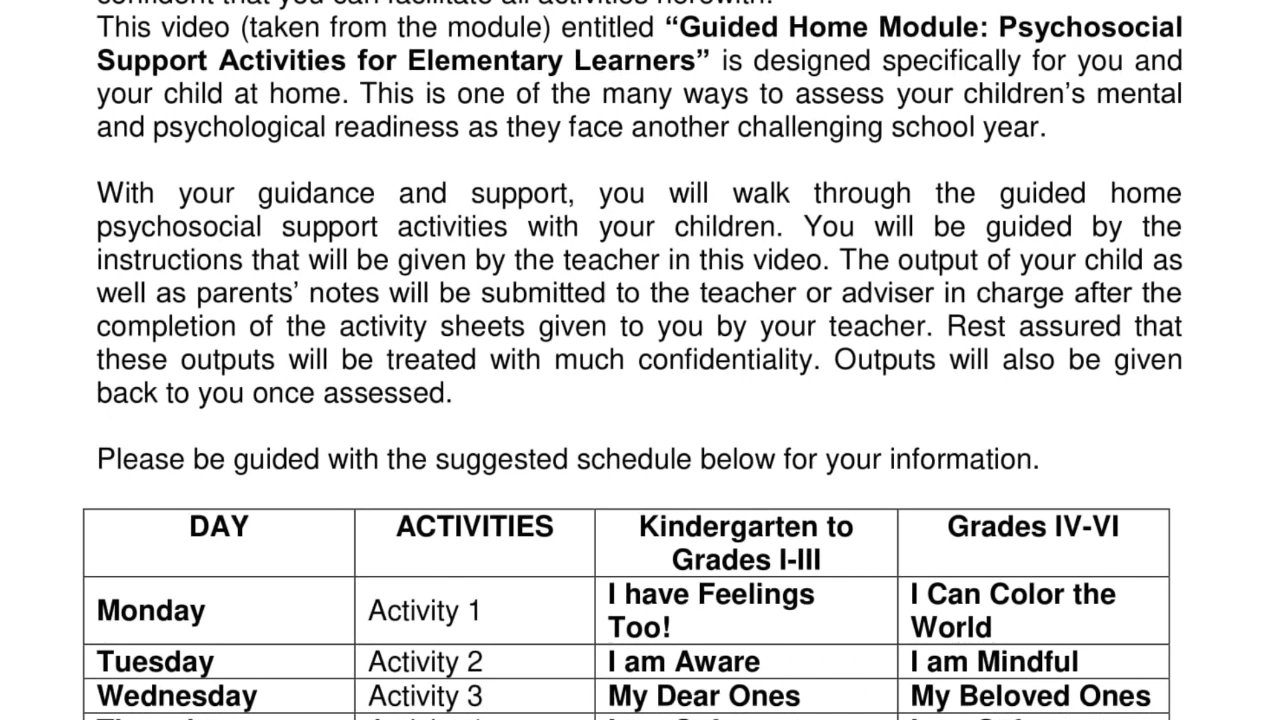 This video (taken from the module) entitled “Guided Home Module: Psychosocial
Support Activities for Elementary Learners” is designed specifically for you and
your child at home. This is one of the many ways to assess your children’s mental
and psychological readiness as they face another challenging school year.
With your guidance and support, you will walk through the guided home
psychosocial support activities with your children. You will be guided by the
instructions that will be given by the teacher in this video. The output of your child as
well as parents’ notes will be submitted to the teacher or adviser in charge after the
completion of the activity sheets given to you by your teacher. Rest assured that
these outputs will be treated with much confidentiality. Outputs will also be given
back to you once assessed.
Please be guided with the suggested schedule below for your information.
DAY ACTIVITIES Kindergarten to Grades IV-VI
Grades I-III
Monday Activity 1 I have Feelings Too! I Can Color the World
Tuesday Activity 2 I am Aware I am Mindful
Wednesday Activity 3 My Dear Ones My Beloved Ones